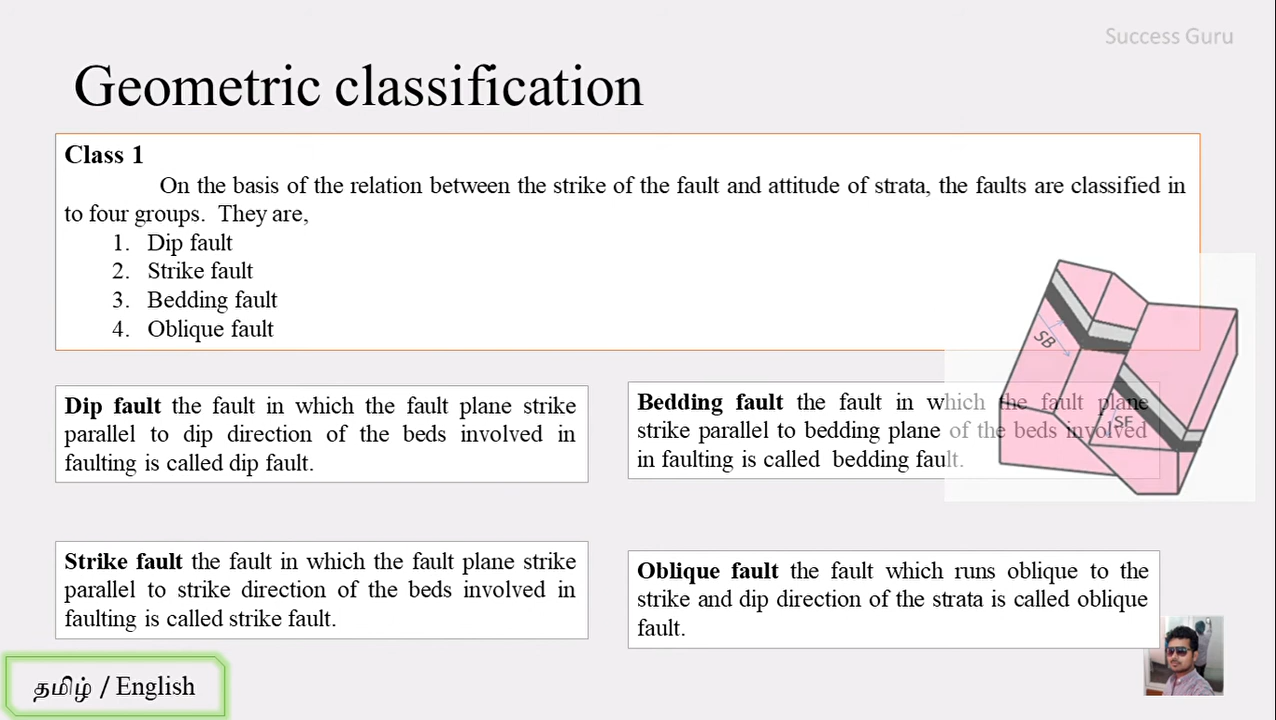 Success Guru
Geometric classification
Class 1
On the basis of the relation between the strike of the fault and attitude of strata, the faults are classified in
to four groups. They are,
1. Dip fault
2. Strike fault
3. Bedding fault
4. Oblique fault
SB
SF
Dip fault the fault in which the fault plane strike
parallel to dip direction of the beds involved in
faulting is called dip fault.
Bedding fault the fault in which the fault plane
strike parallel to bedding plane of the beds involved
in faulting is called bedding fault.
Strike fault the fault in which the fault plane strike
parallel to strike direction of the beds involved in
faulting is called strike fault.
Oblique fault the fault which runs oblique to the
strike and dip direction of the strata is called oblique
fault.
தமிழ் / English